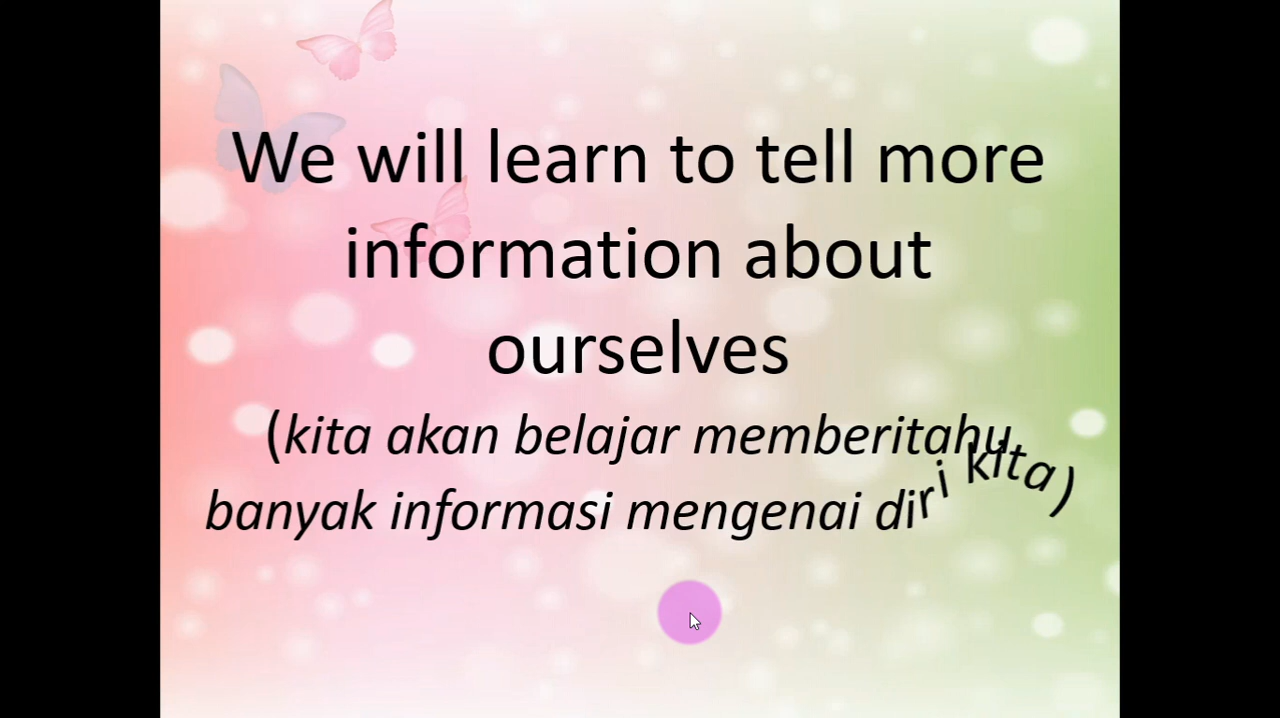 We will learn to tell more
information about
ourselves
(kita akan belajar memberitahu
banyak informasi mengenai diri kita)